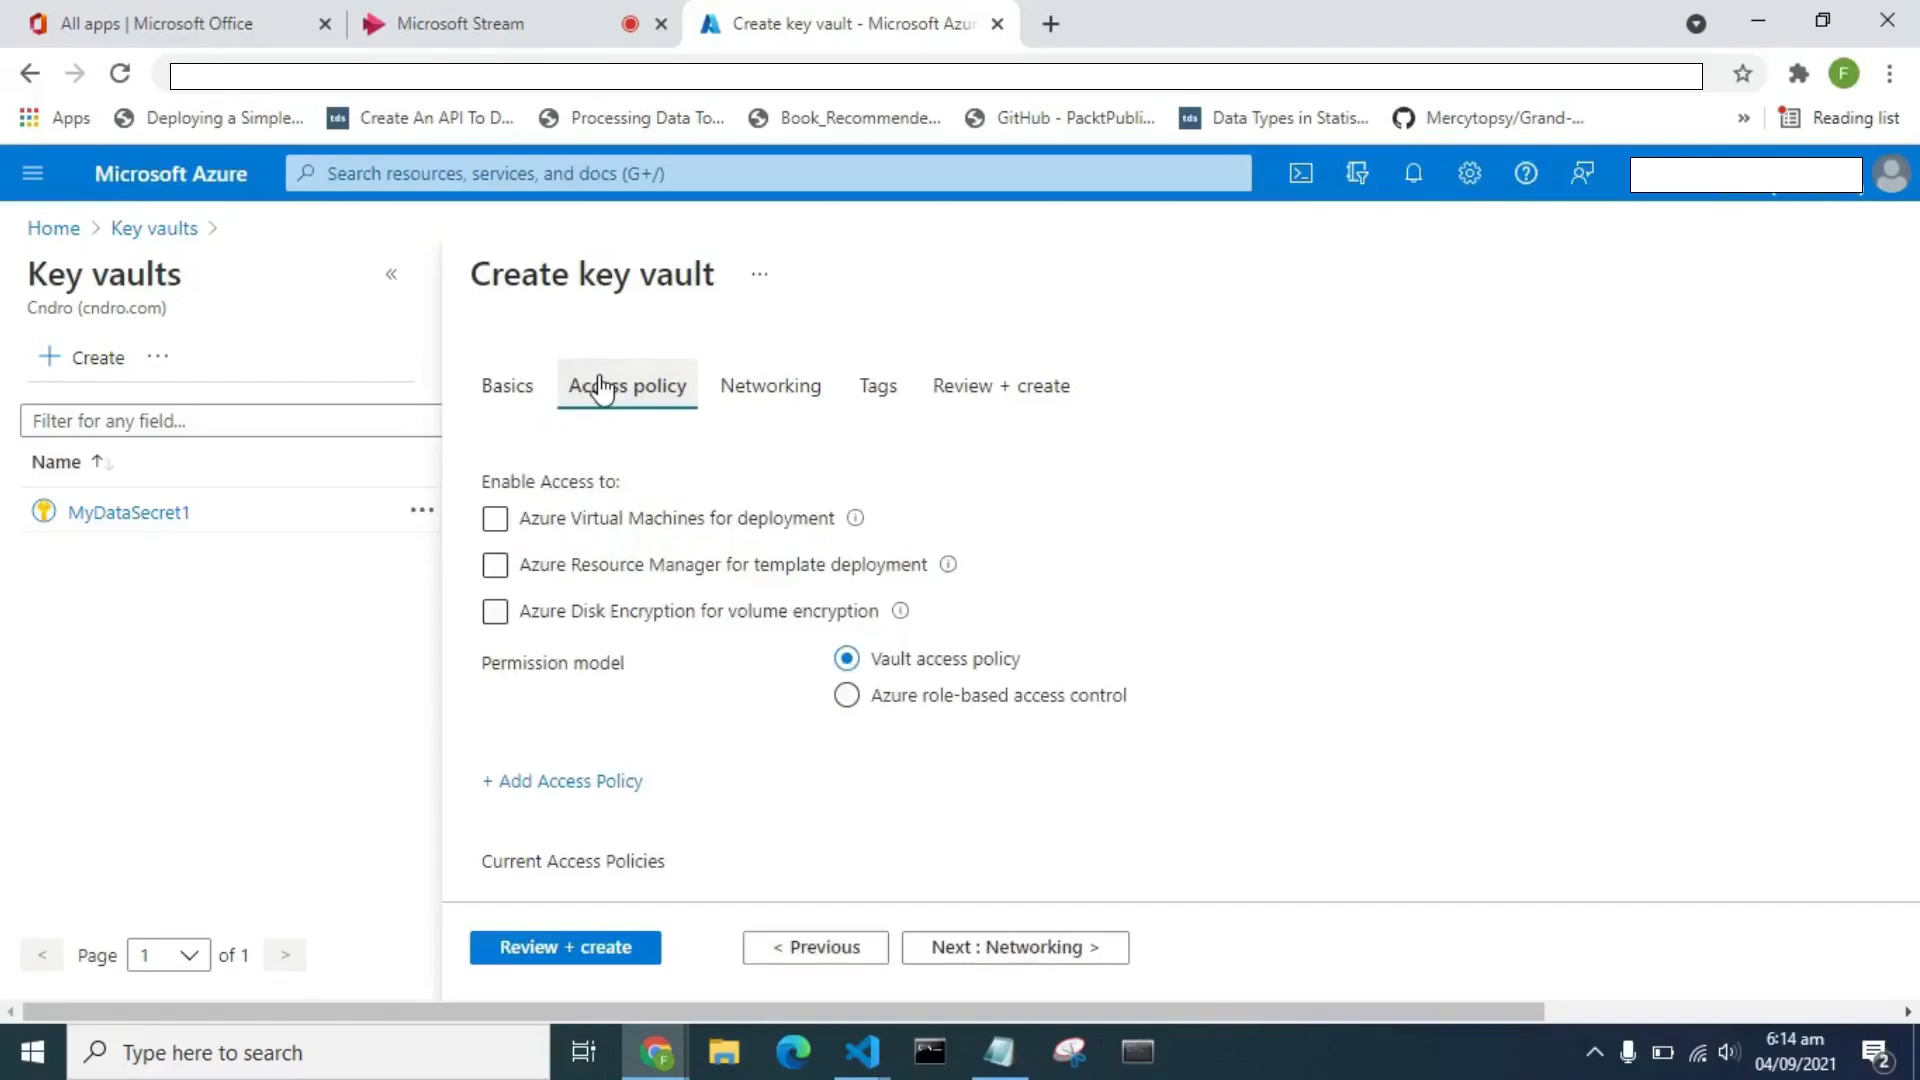 All apps | Microsoft Office
Microsoft Stream
Create key vault - Microsoft Azur
Apps
Deploying a Simple...
tds
Create An API To D...
Processing Data To...
Book_Recommende...
GitHub - PacktPubli...
tds
Data Types in Statis...
Mercytopsy/Grand-...
»
Reading list
F
Microsoft Azure
Search resources, services, and docs (G+/)
Home > Key vaults >
Key vaults
«
Cndro (cndro.com)
+ Create ...
Filter for any field...
Name
MyDataSecret1
...
< Page 1 of 1 >
Create key vault ...
Basics
Access policy
Networking
Tags
Review + create
Enable Access to:
Azure Virtual Machines for deployment
Azure Resource Manager for template deployment
Azure Disk Encryption for volume encryption
Permission model
Vault access policy
Azure role-based access control
+ Add Access Policy
Current Access Policies
Review + create
< Previous
Next : Networking >
Type here to search
6:14 am
04/09/2021
2